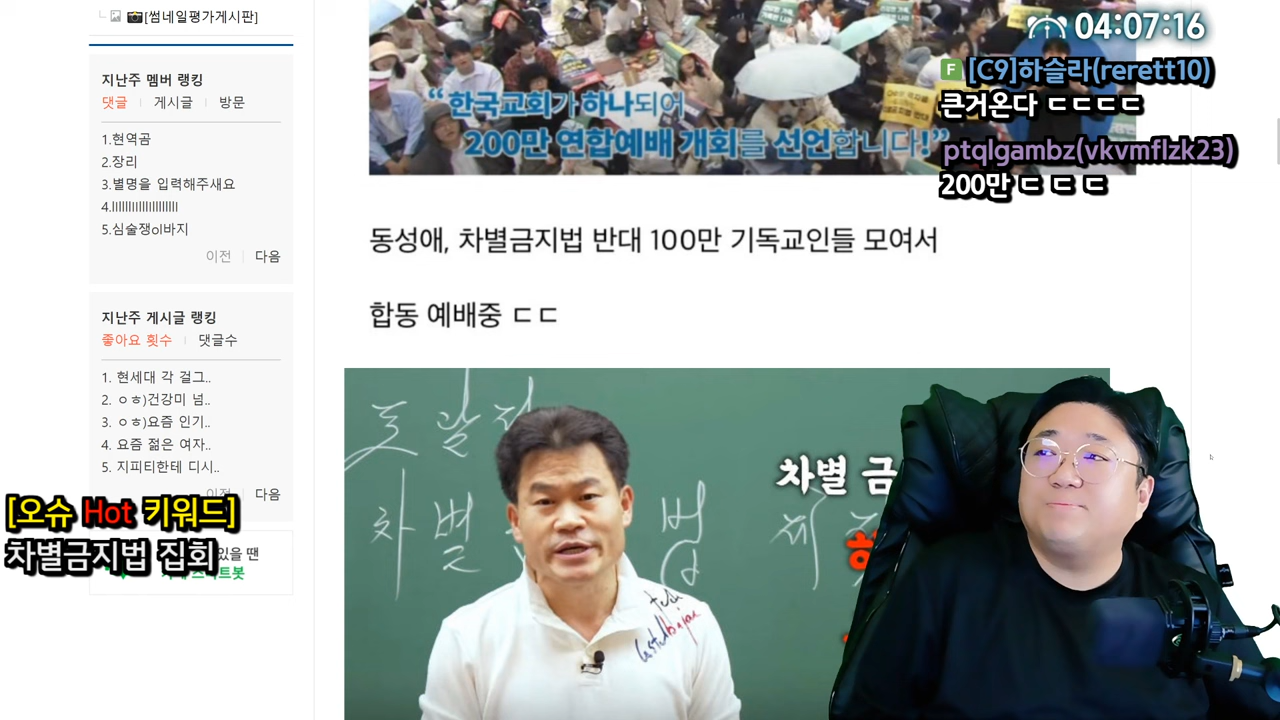 [썸네일평가게시판]
지난주 멤버 랭킹
댓글 게시글 방문
1.현역곰
2.장리
3.별명을 입력해주세요
4.llllllllllllllllllll
5.심술쟁ol바지
이전 다음
지난주 게시글 랭킹
좋아요 횟수 댓글수
1. 현세대 각 걸그..
2. ㅇㅎ)건강미 넘..
3. ㅇㅎ)요즘 인기..
4. 요즘 젊은 여자..
5. 지피티한테 디시..
이전 다음
[오슈 Hot 키워드]
차별금지법 집회
있을 땐
“한국교회가 하나되어
200만 연합예배 개회를 선언합니다!”
동성애, 차별금지법 반대 100만 기독교인들 모여서
합동 예배중 ㄷㄷ
차별
법
차별 금
04:07:16
F [C9]하슬라(rerett10)
큰거온다 ㄷㄷㄷㄷ
ptqlgambz(vkvmflzk23)
200만 ㄷ ㄷ ㄷ